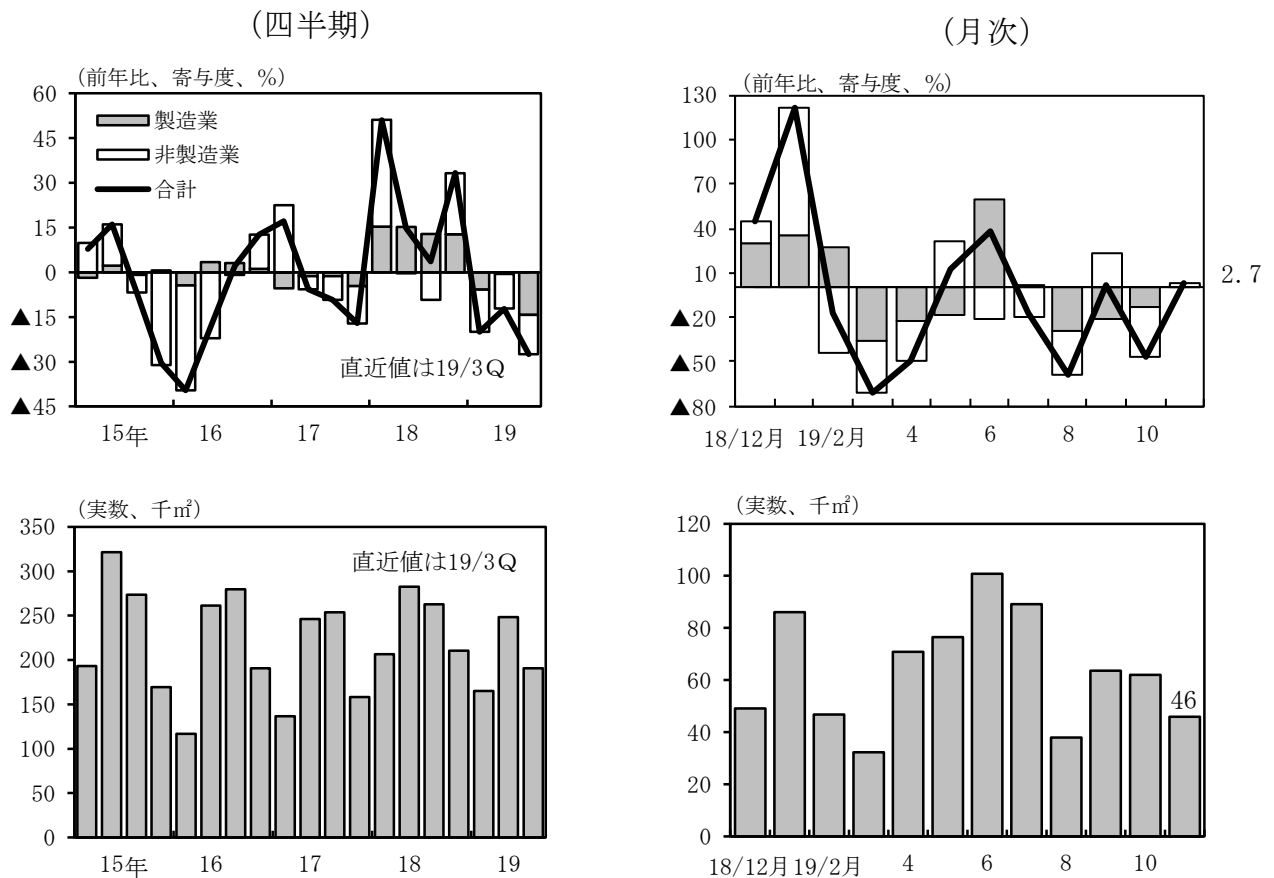 (四半期)
(前年比、寄与度、%)
60
45
30
15
0
▲15
▲30
▲45
製造業
非製造業
合計
直近値は19/3Q
15年 16 17 18 19
(月次)
(前年比、寄与度、%)
130
100
70
40
10
▲20
▲50
▲80
2.7
18/12月 19/2月 4 6 8 10
(実数、千㎡)
350
300
250
200
150
100
50
0
直近値は19/3Q
15年 16 17 18 19
(実数、千㎡)
120
100
80
60
40
20
0
46
18/12月 19/2月 4 6 8 10